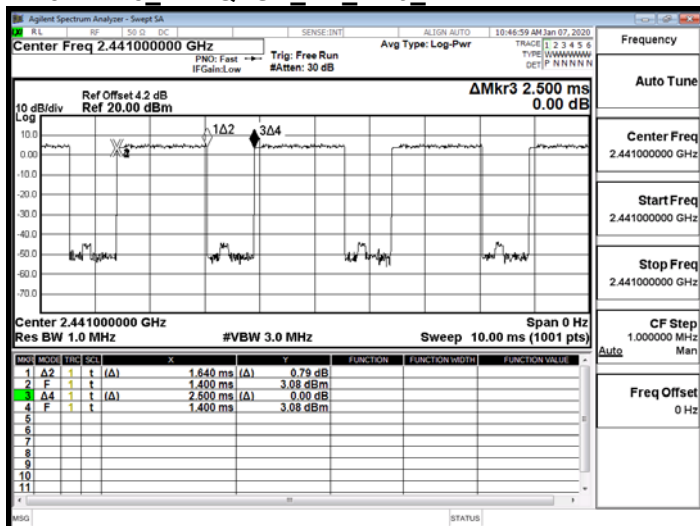 Agilent Spectrum Analyzer - Swept SA
RL RF 50 Ω DC SENSE:INT ALIGN AUTO 10:46:59 AM Jan 07, 2020
Center Freq 2.441000000 GHz
PNO: Fast
IFGain:Low
Trig: Free Run
#Atten: 30 dB
Avg Type: Log-Pwr
TRACE 1 2 3 4 5 6
TYPE WWWWWW
DET P N N N N N
Ref Offset 4.2 dB
10 dB/div Ref 20.00 dBm
ΔMkr3 2.500 ms
0.00 dB
Log
10.0
0.00
-10.0
-20.0
-30.0
-40.0
-50.0
-60.0
-70.0
1Δ2
3Δ4
Center 2.441000000 GHz Span 0 Hz
Res BW 1.0 MHz #VBW 3.0 MHz Sweep 10.00 ms (1001 pts)
MKR MODE TRC SCL X Y FUNCTION FUNCTION WIDTH FUNCTION VALUE
1 Δ2 1 t (Δ) 1.640 ms (Δ) 0.79 dB
2 F 1 t 1.400 ms 3.08 dBm
3 Δ4 1 t (Δ) 2.500 ms (Δ) 0.00 dB
4 F 1 t 1.400 ms 3.08 dBm
5
6
7
8
9
10
11
MSG STATUS
Frequency
Auto Tune
Center Freq
2.441000000 GHz
Start Freq
2.441000000 GHz
Stop Freq
2.441000000 GHz
CF Step
1.000000 MHz
Auto Man
Freq Offset
0 Hz